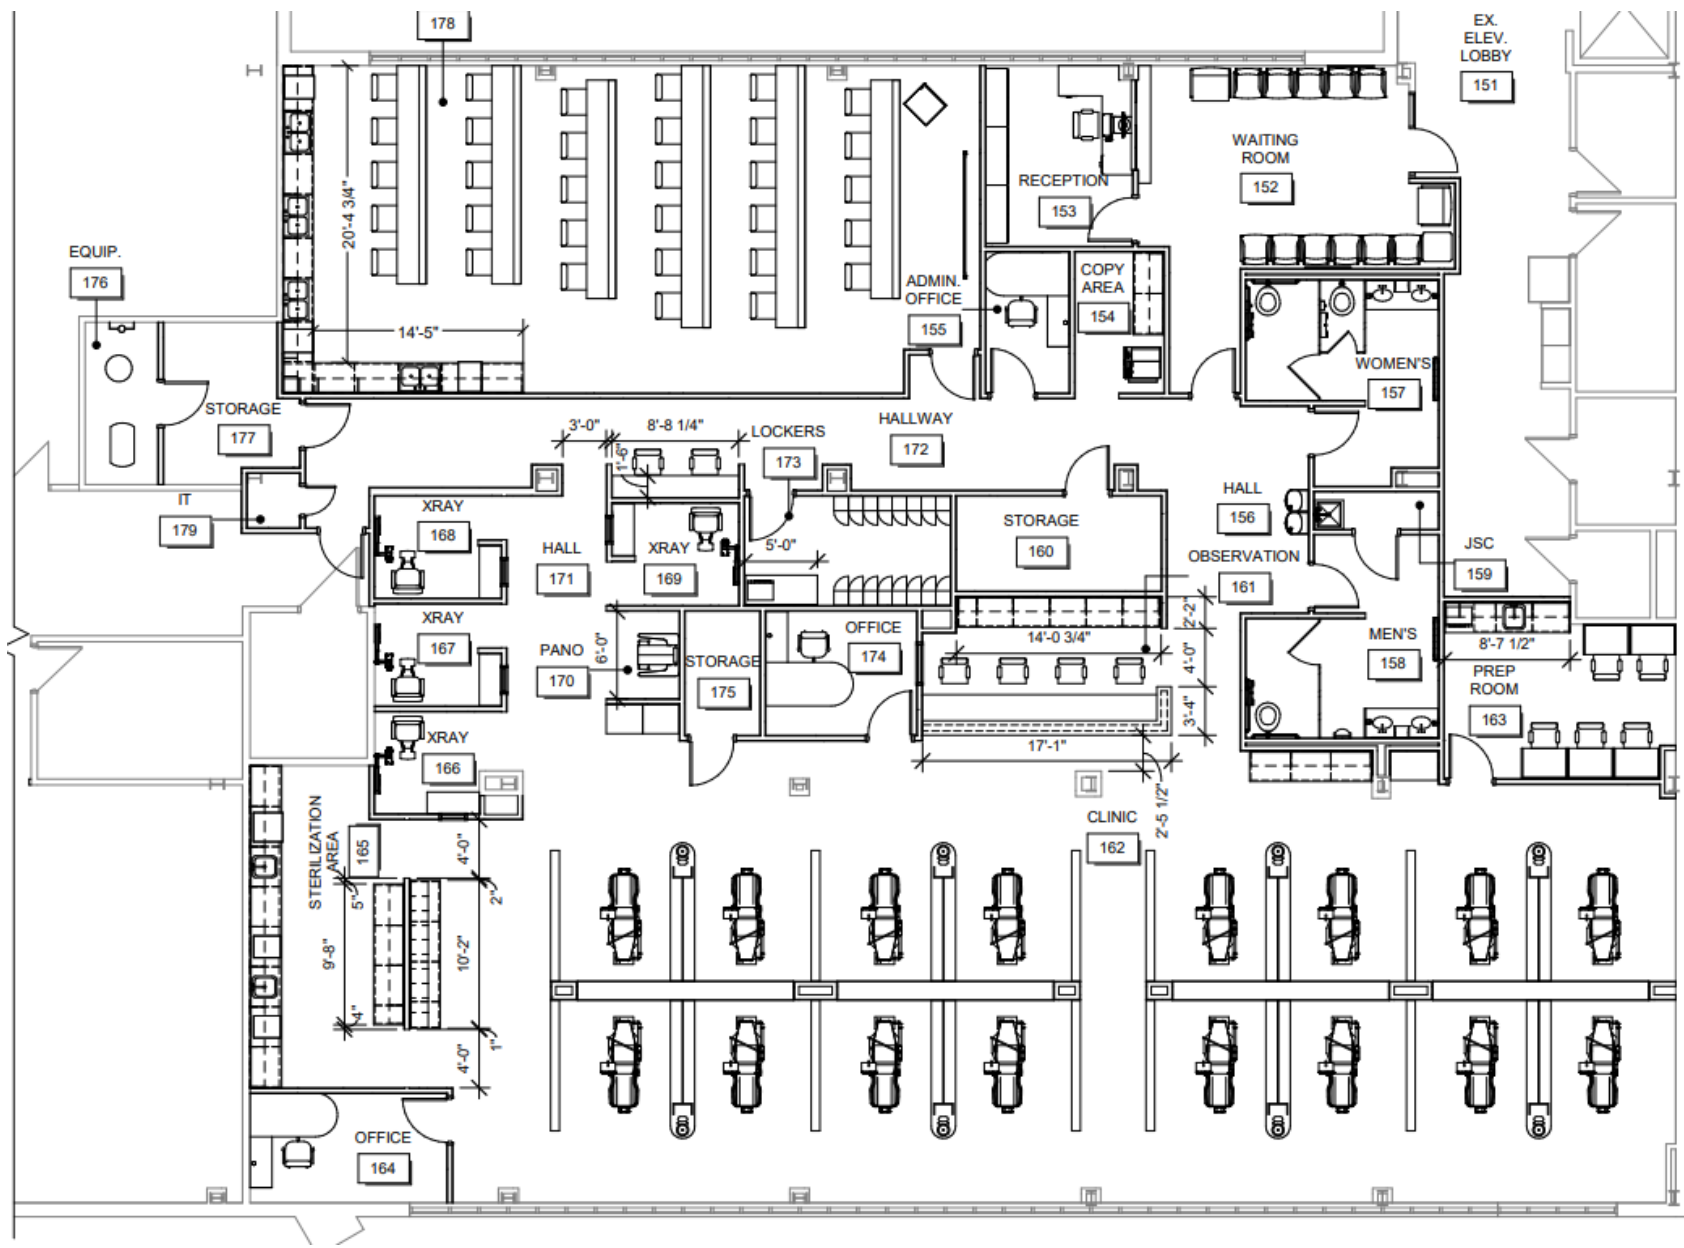 178
EX.
ELEV.
LOBBY
151
WAITING
ROOM
152
RECEPTION
153
20'-4 3/4"
EQUIP.
176
14'-5"
ADMIN.
OFFICE
155
COPY
AREA
154
WOMEN'S
157
STORAGE
177
3'-0"
8'-8 1/4"
1'-6"
LOCKERS
173
HALLWAY
172
IT
179
XRAY
168
HALL
171
XRAY
169
5'-0"
STORAGE
160
HALL
156
OBSERVATION
161
JSC
159
XRAY
167
PANO
170
6'-0"
STORAGE
175
OFFICE
174
14'-0 3/4"
2'-2"
4'-0"
3'-4"
MEN'S
158
8'-7 1/2"
PREP
ROOM
163
XRAY
166
17'-1"
2'-5 1/2"
CLINIC
162
STERILIZATION
AREA
165
4'-0"
5"
2"
9'-8"
10'-2"
4"
1"
4'-0"
OFFICE
164